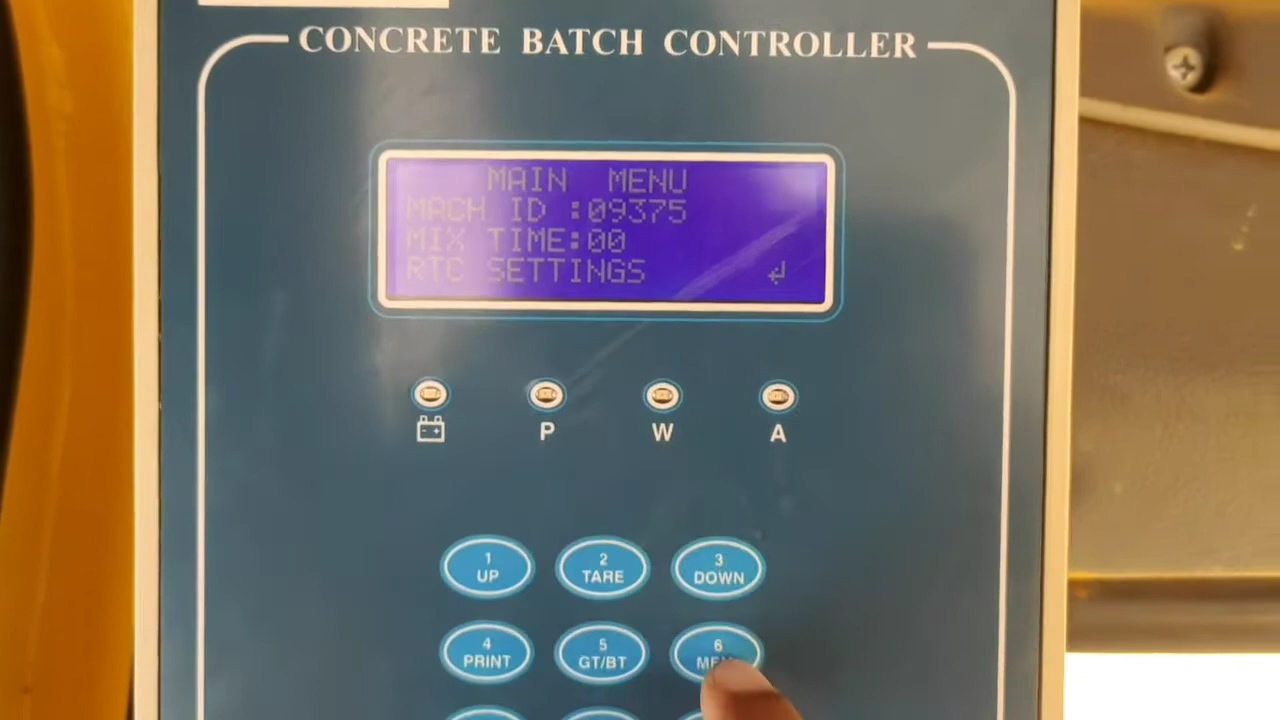 CONCRETE BATCH CONTROLLER
MAIN MENU
MACH ID :09375
MIX TIME:00
RTC SETTINGS ↵
P W A
1 2 3
UP TARE DOWN
4 5 6
PRINT GT/BT